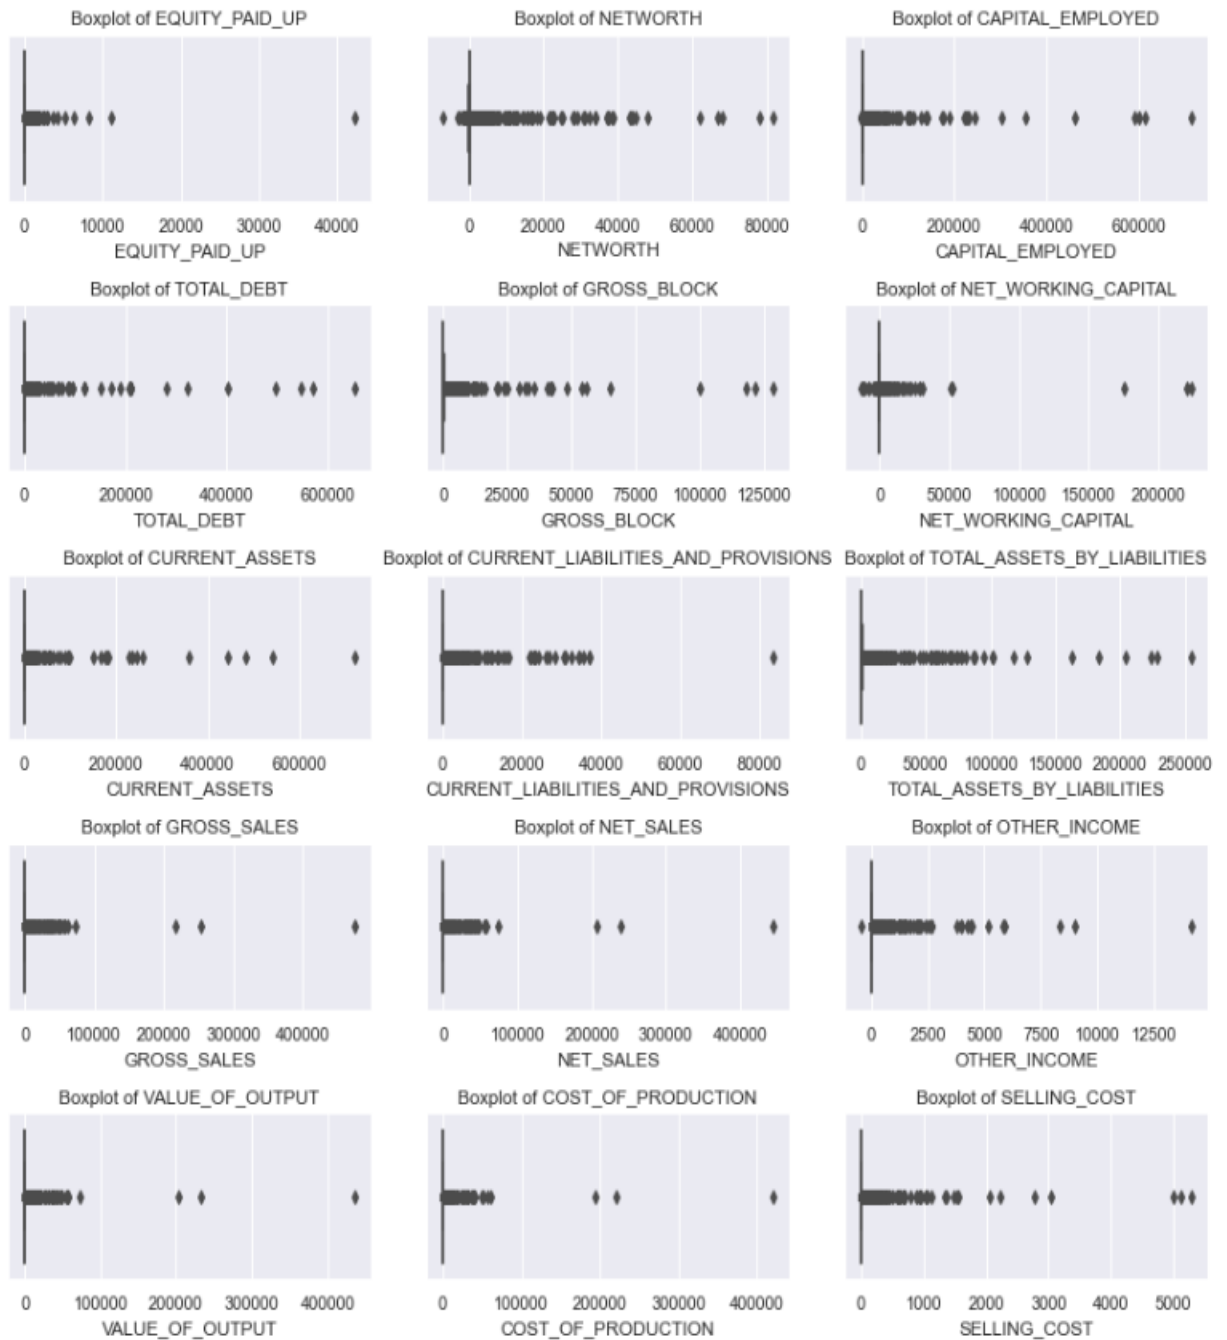 Boxplot of EQUITY_PAID_UP
Boxplot of NETWORTH
Boxplot of CAPITAL_EMPLOYED
0 10000 20000 30000 40000
0 20000 40000 60000 80000
0 200000 400000 600000
EQUITY_PAID_UP
NETWORTH
CAPITAL_EMPLOYED
Boxplot of TOTAL_DEBT
Boxplot of GROSS_BLOCK
Boxplot of NET_WORKING_CAPITAL
0 200000 400000 600000
0 25000 50000 75000 100000 125000
0 50000 100000 150000 200000
TOTAL_DEBT
GROSS_BLOCK
NET_WORKING_CAPITAL
Boxplot of CURRENT_ASSETS
Boxplot of CURRENT_LIABILITIES_AND_PROVISIONS
Boxplot of TOTAL_ASSETS_BY_LIABILITIES
0 200000 400000 600000
0 20000 40000 60000 80000
0 50000 100000 150000 200000 250000
CURRENT_ASSETS
CURRENT_LIABILITIES_AND_PROVISIONS
TOTAL_ASSETS_BY_LIABILITIES
Boxplot of GROSS_SALES
Boxplot of NET_SALES
Boxplot of OTHER_INCOME
0 100000 200000 300000 400000
0 100000 200000 300000 400000
0 2500 5000 7500 10000 12500
GROSS_SALES
NET_SALES
OTHER_INCOME
Boxplot of VALUE_OF_OUTPUT
Boxplot of COST_OF_PRODUCTION
Boxplot of SELLING_COST
0 100000 200000 300000 400000
0 100000 200000 300000 400000
0 1000 2000 3000 4000 5000
VALUE_OF_OUTPUT
COST_OF_PRODUCTION
SELLING_COST